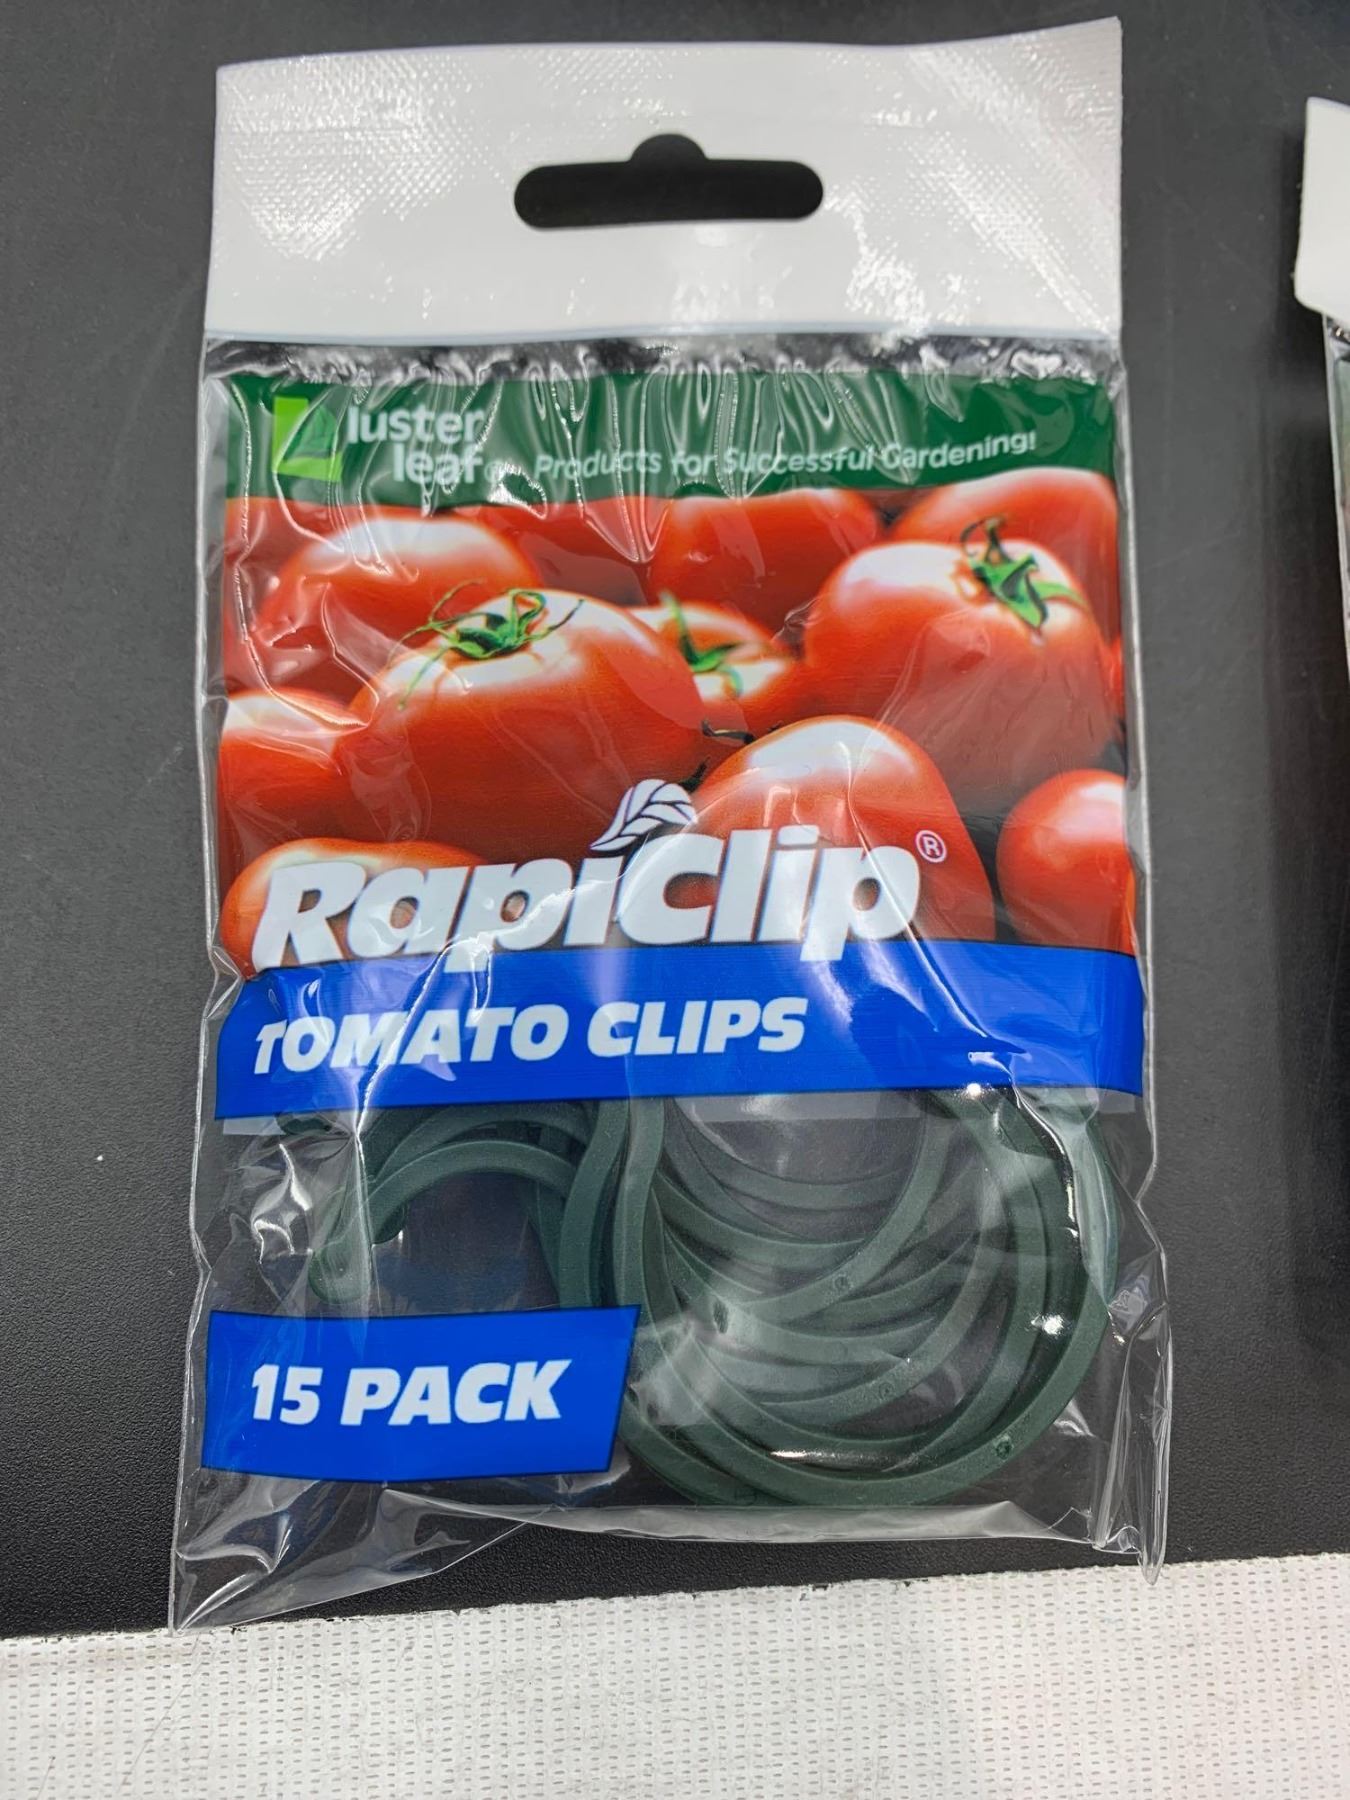 luster
leaf® Products for Successful Gardening!
RapiClip®
TOMATO CLIPS
15 PACK